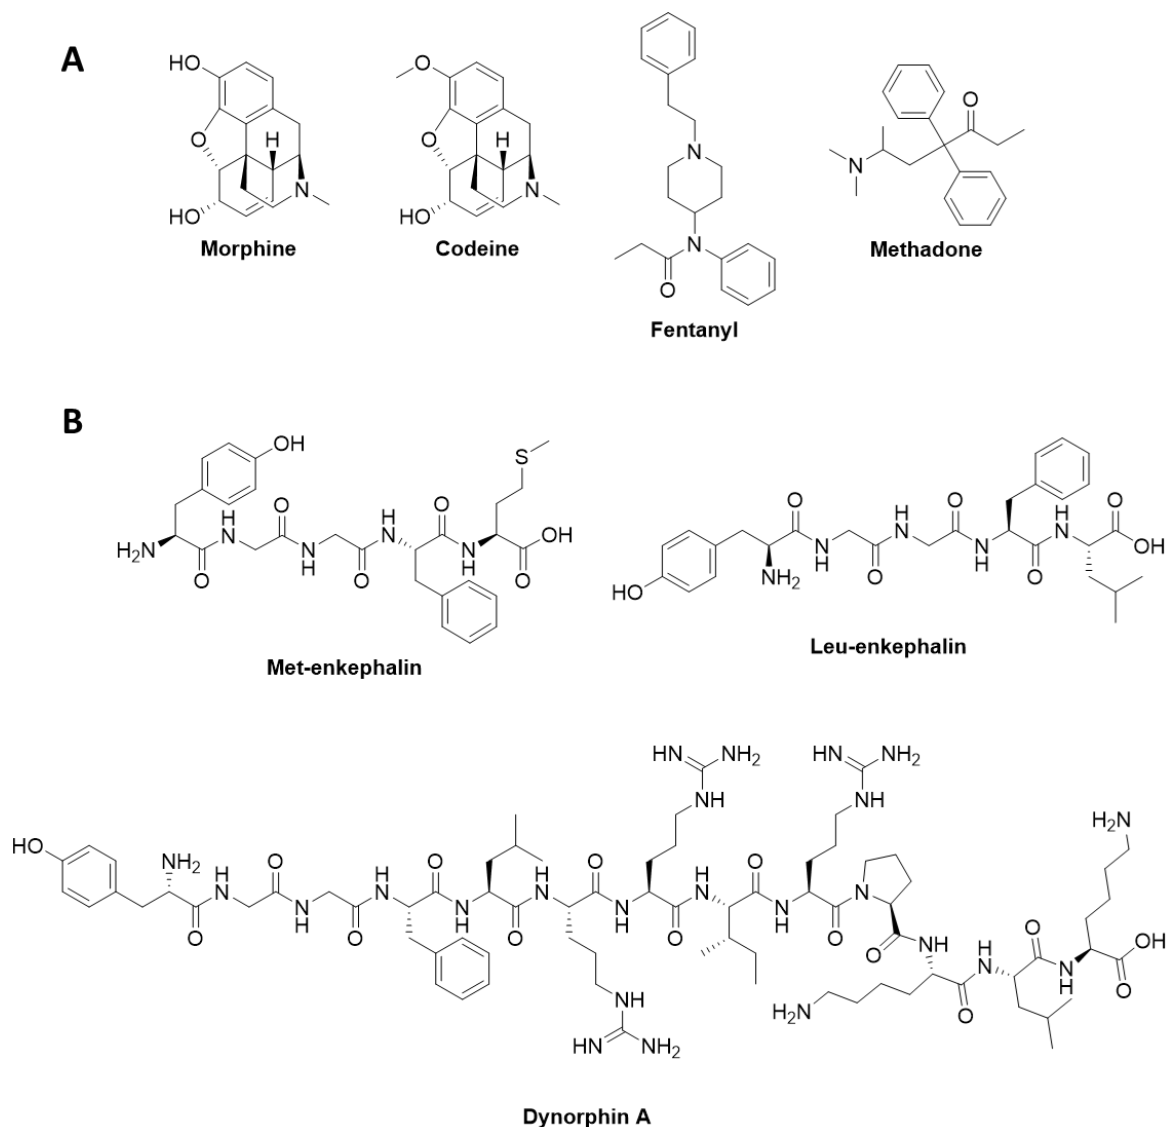 A
HO
O
H
N
HO
Morphine
O
O
H
N
HO
Codeine
N
N
O
Fentanyl
O
N
Methadone
B
OH
S
H2N
O
H
N
O
N
H
O
H
N
O
N
H
O
OH
Met-enkephalin
HO
NH2
O
N
H
O
H
N
O
N
H
O
H
N
O
OH
Leu-enkephalin
HO
NH2
O
H
N
O
N
H
O
H
N
O
N
H
O
H
N
NH
HN
NH2
O
N
H
HN
NH2
NH
O
H
N
O
N
H
HN
NH2
NH
O
N
O
NH
H2N
O
H
N
O
N
H
H2N
OH
O
Dynorphin A